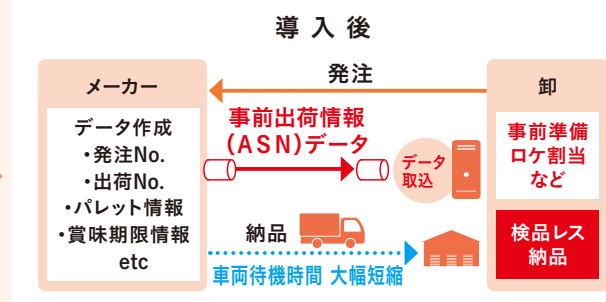 導入後
発注
メーカー
データ作成
・発注No.
・出荷No.
・パレット情報
・賞味期限情報
etc
事前出荷情報
(ASN)データ
データ
取込
納品
車両待機時間 大幅短縮
卸
事前準備
ロケ割当
など
検品レス
納品